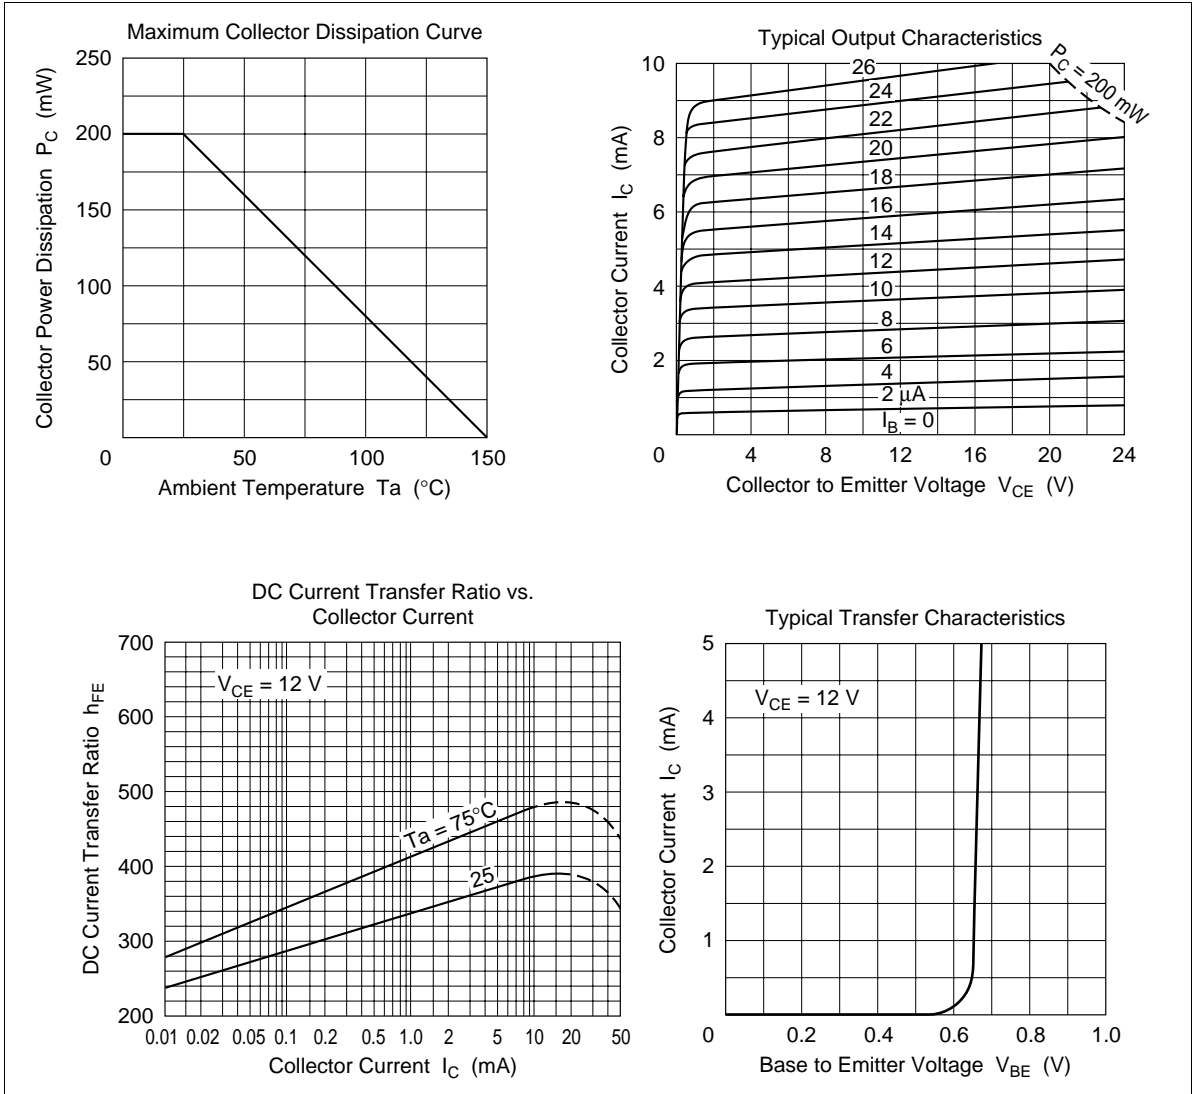 Maximum Collector Dissipation Curve
250
200
150
100
50
0
50
100
150
Collector Power Dissipation P_C (mW)
Ambient Temperature Ta (°C)
Typical Output Characteristics
10
8
6
4
2
0
4
8
12
16
20
24
26
24
22
20
18
16
14
12
10
8
6
4
2 μA
I_B = 0
P_C = 200 mW
Collector Current I_C (mA)
Collector to Emitter Voltage V_CE (V)
DC Current Transfer Ratio vs.
Collector Current
700
600
500
400
300
200
V_CE = 12 V
Ta = 75°C
25
0.01 0.02 0.05 0.1 0.2 0.5 1.0 2 5 10 20 50
DC Current Transfer Ratio h_FE
Collector Current I_C (mA)
Typical Transfer Characteristics
5
4
3
2
1
0
0.2
0.4
0.6
0.8
1.0
V_CE = 12 V
Collector Current I_C (mA)
Base to Emitter Voltage V_BE (V)